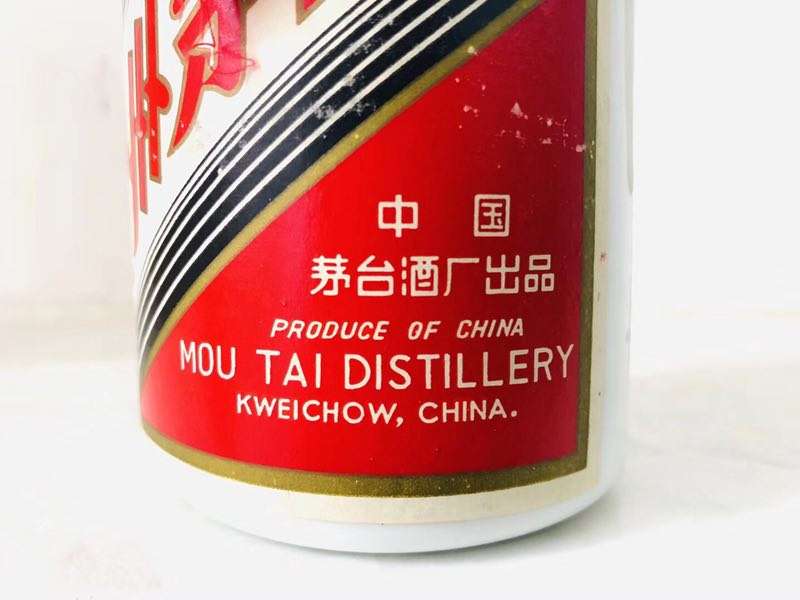 中国
茅台酒厂出品
PRODUCE OF CHINA
MOU TAI DISTILLERY
KWEICHOW, CHINA.